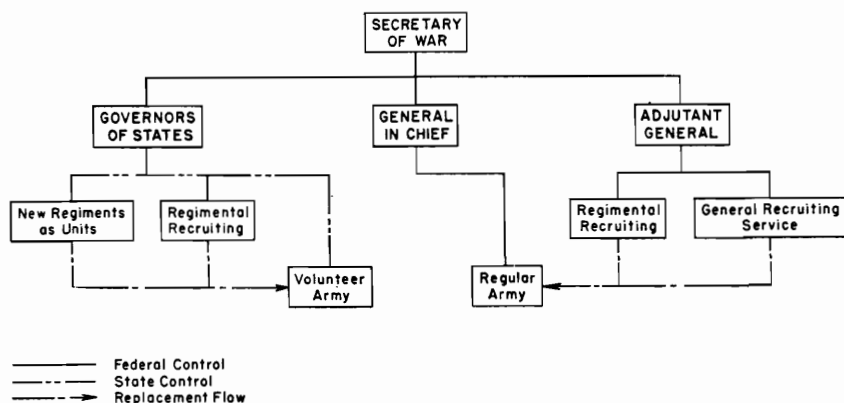 SECRETARY
OF WAR
GOVERNORS
OF STATES
GENERAL
IN CHIEF
ADJUTANT
GENERAL
New Regiments
as Units
Regimental
Recruiting
Regimental
Recruiting
General Recruiting
Service
Volunteer
Army
Regular
Army
Federal Control
State Control
Replacement Flow